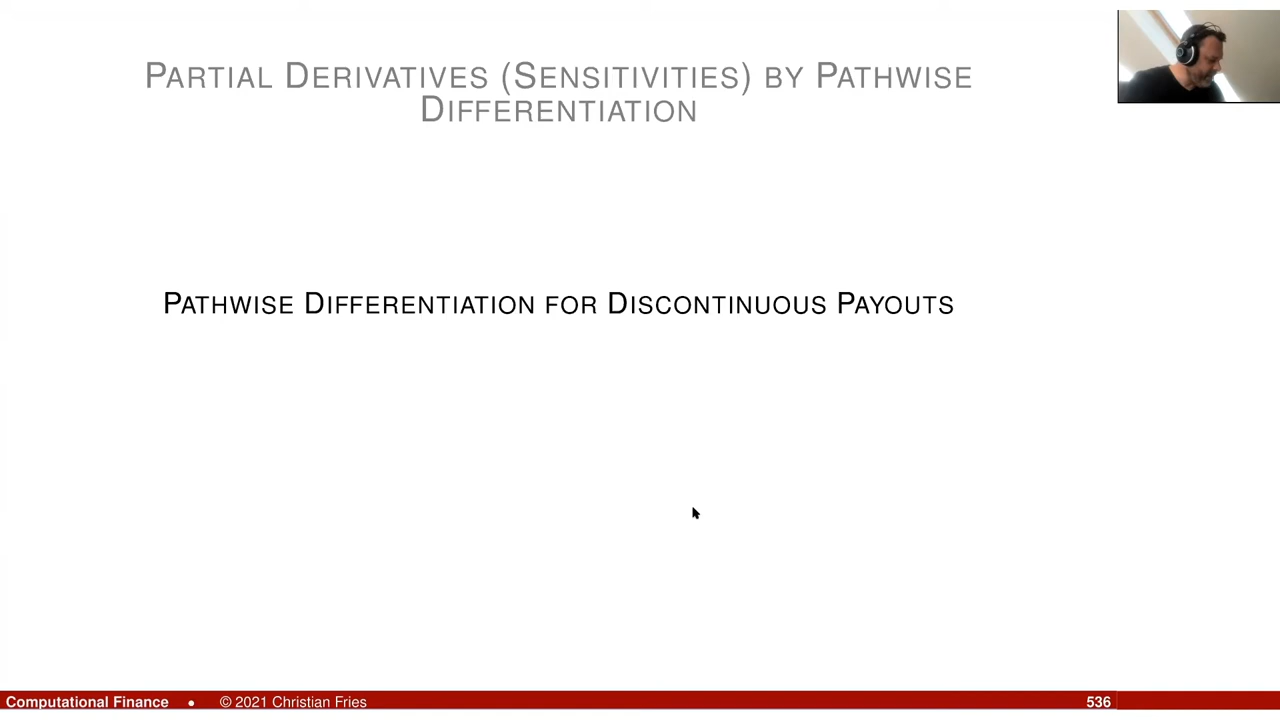 PARTIAL DERIVATIVES (SENSITIVITIES) BY PATHWISE
DIFFERENTIATION
PATHWISE DIFFERENTIATION FOR DISCONTINUOUS PAYOUTS
Computational Finance • © 2021 Christian Fries 536